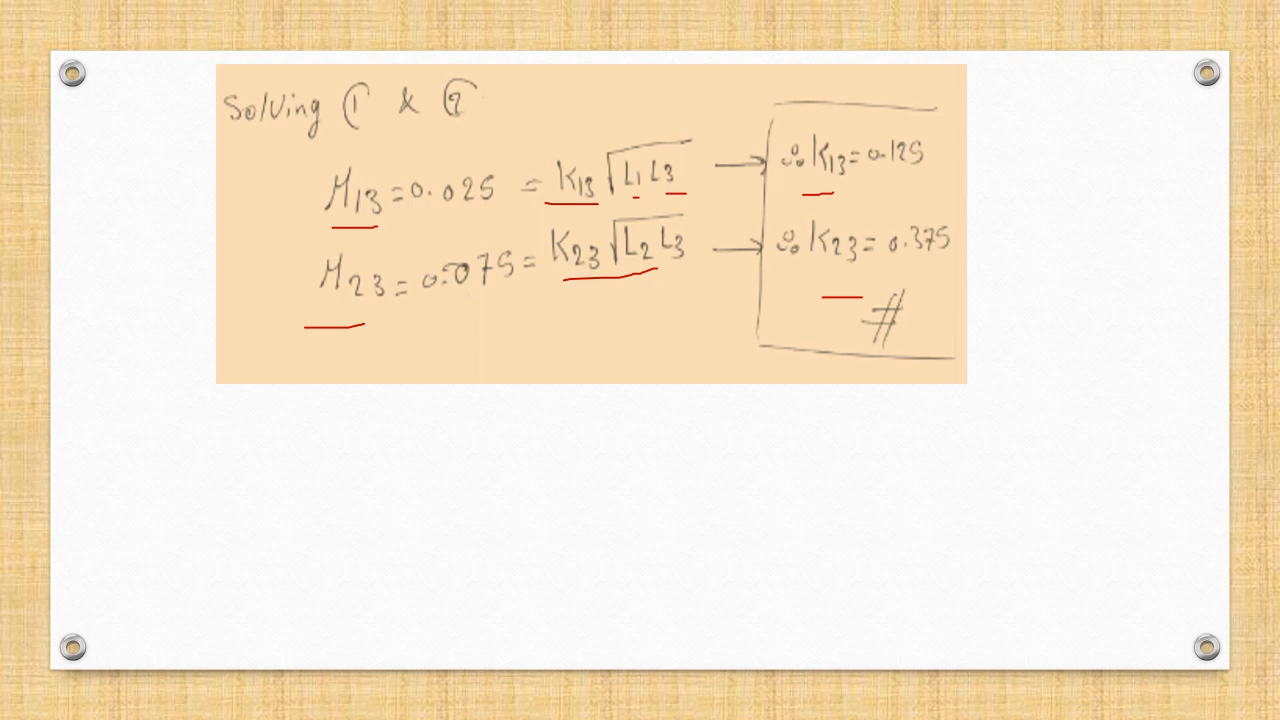 Solving ① & ②
M13 = 0.025 = K13 √L1 L3 → ∴ K13 = 0.125
M23 = 0.075 = K23 √L2 L3 → ∴ K23 = 0.375
#